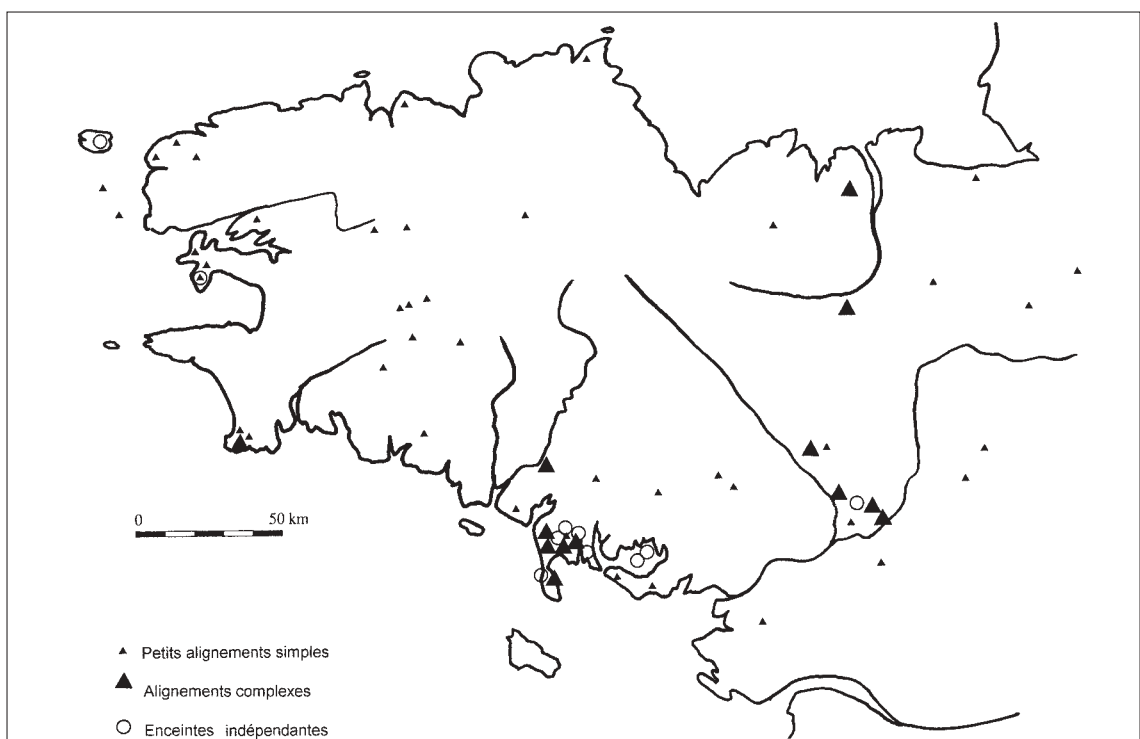 0 50 km
Petits alignements simples
Alignements complexes
Enceintes indépendantes